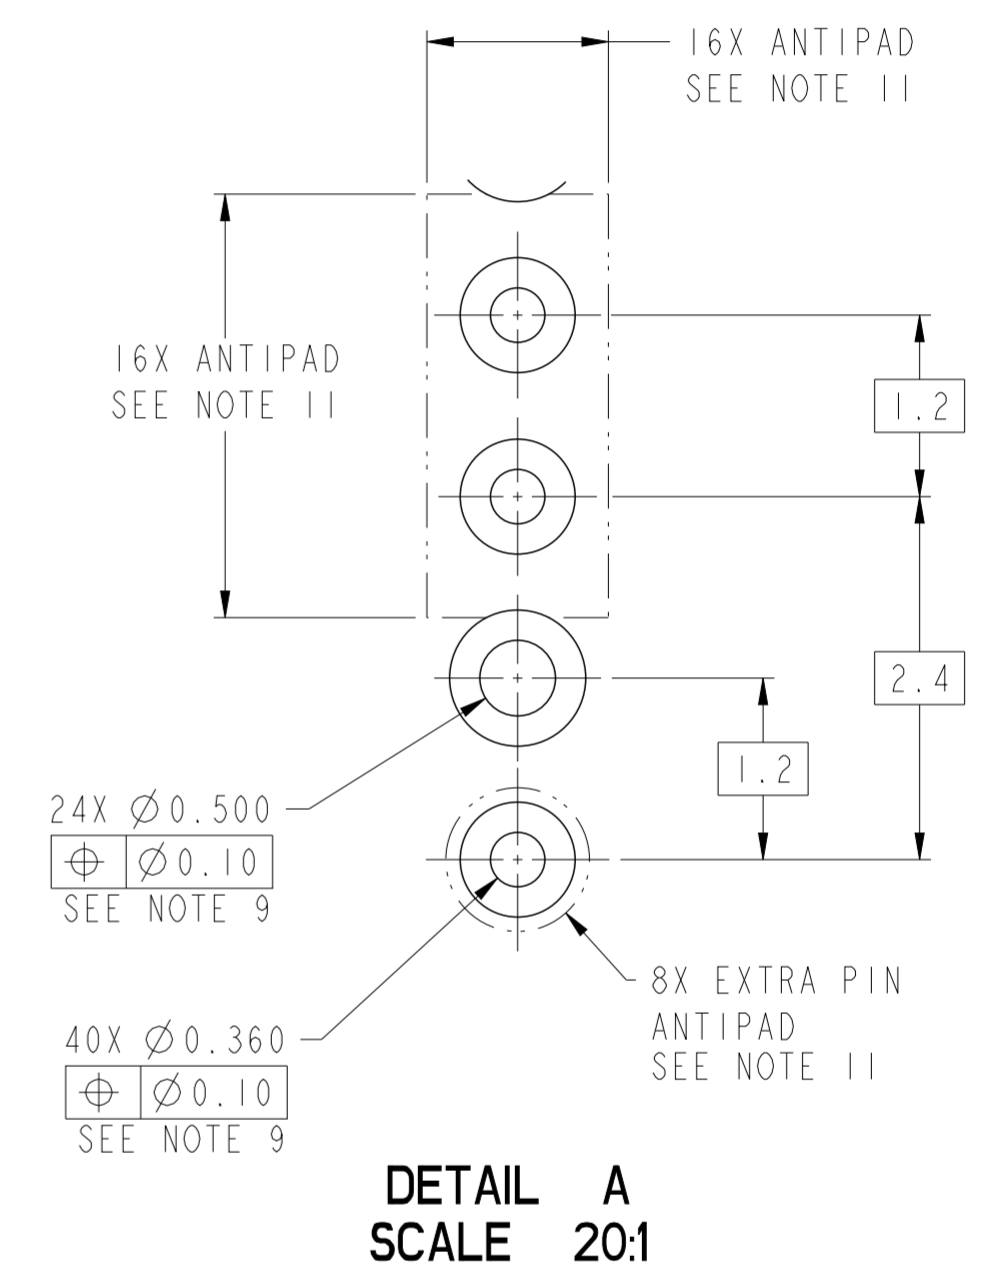 16X ANTIPAD
SEE NOTE 11
16X ANTIPAD
SEE NOTE 11
1.2
2.4
1.2
24X Ø0.500
⌖ Ø0.10
SEE NOTE 9
8X EXTRA PIN
ANTIPAD
SEE NOTE 11
40X Ø0.360
⌖ Ø0.10
SEE NOTE 9
DETAIL A
SCALE 20:1